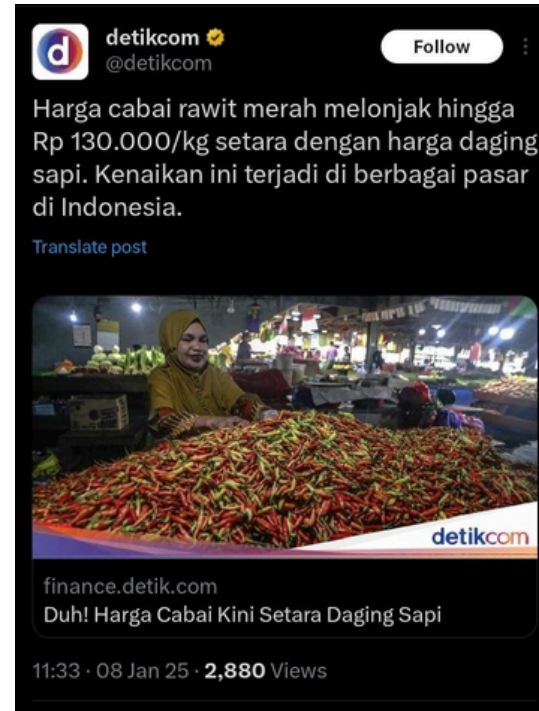 detikcom
@detikcom
Follow
Harga cabai rawit merah melonjak hingga
Rp 130.000/kg setara dengan harga daging
sapi. Kenaikan ini terjadi di berbagai pasar
di Indonesia.
Translate post
detikcom
finance.detik.com
Duh! Harga Cabai Kini Setara Daging Sapi
11:33 · 08 Jan 25 · 2,880 Views